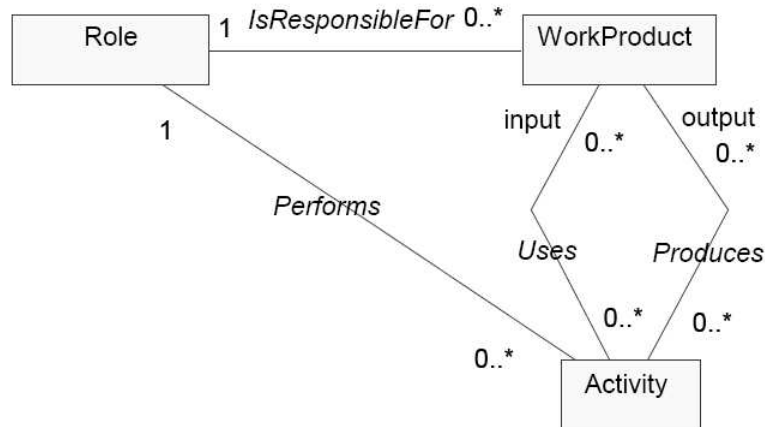 Role
1
IsResponsibleFor
0..*
WorkProduct
input
output
1
0..*
0..*
Performs
Uses
Produces
0..*
0..*
0..*
Activity